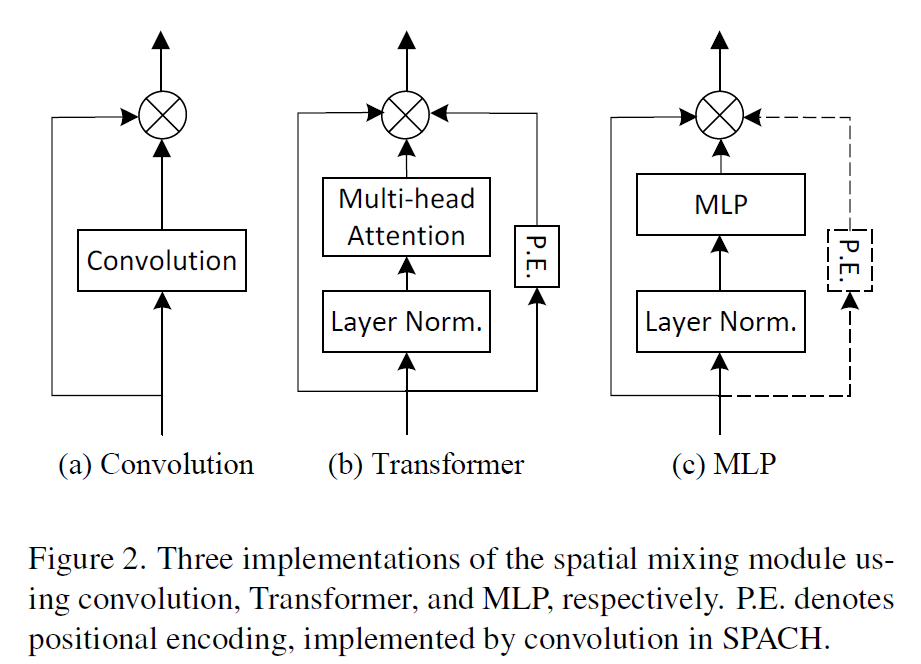 Convolution
(a) Convolution
Multi-head
Attention
P.E.
Layer Norm.
(b) Transformer
MLP
P.E.
Layer Norm.
(c) MLP
Figure 2. Three implementations of the spatial mixing module us-
ing convolution, Transformer, and MLP, respectively. P.E. denotes
positional encoding, implemented by convolution in SPACH.